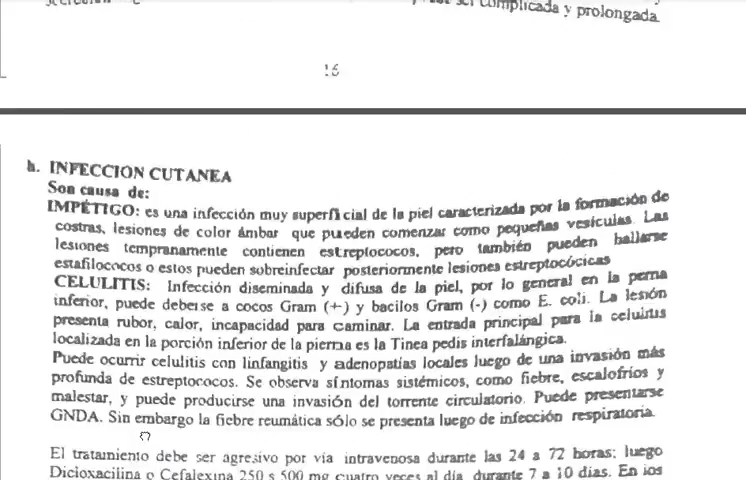 complicada y prolongada.
16
h. INFECCION CUTANEA
Son causa de:
IMPÉTIGO: es una infección muy superficial de la piel caracterizada por la formación de
costras, lesiones de color ámbar que pueden comenzar como pequeñas vesículas. Las
lesiones tempranamente contienen estreptococos, pero también pueden hallarse
estafilococos o estos pueden sobreinfectar posteriormente lesiones estreptocócicas
CELULITIS: Infección diseminada y difusa de la piel, por lo general en la pierna
inferior, puede deberse a cocos Gram (+) y bacilos Gram (-) como E. coli. La lesión
presenta rubor, calor, incapacidad para caminar. La entrada principal para la celulitis
localizada en la porción inferior de la pierna es la Tinea pedis interfalángica.
Puede ocurrir celulitis con linfangitis y adenopatías locales luego de una invasión más
profunda de estreptococos. Se observa síntomas sistémicos, como fiebre, escalofríos y
malestar, y puede producirse una invasión del torrente circulatorio. Puede presentarse
GNDA. Sin embargo la fiebre reumática sólo se presenta luego de infección respiratoria.
El tratamiento debe ser agresivo por vía intravenosa durante las 24 a 72 horas; luego
Dicloxacilina o Cefalexina 250 s 500 mg cuatro veces al día durante 7 a 10 días. En los